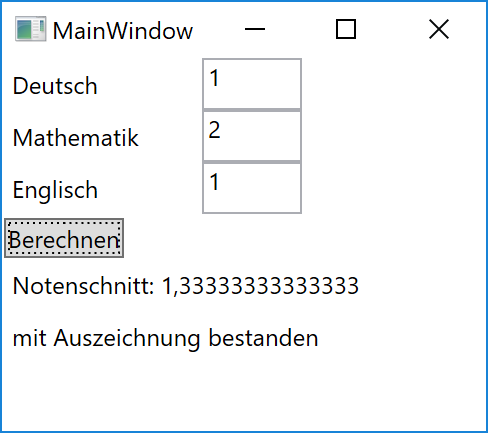 MainWindow
Deutsch 1
Mathematik 2
Englisch 1
Berechnen
Notenschnitt: 1,33333333333333
mit Auszeichnung bestanden